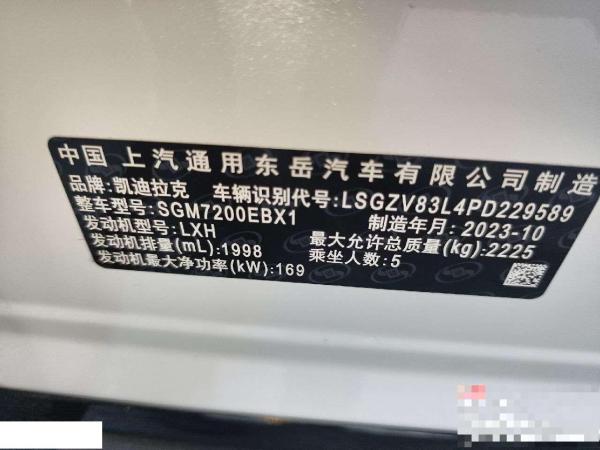 中国 上汽通用东岳汽车有限公司制造
品牌:凯迪拉克 车辆识别代号:LSGZV83L4PD229589
整车型号:SGM7200EBX1 制造年月:2023-10
发动机型号:LXH 最大允许总质量(kg):2225
发动机排量(mL):1998 乘坐人数:5
发动机最大净功率(kW):169